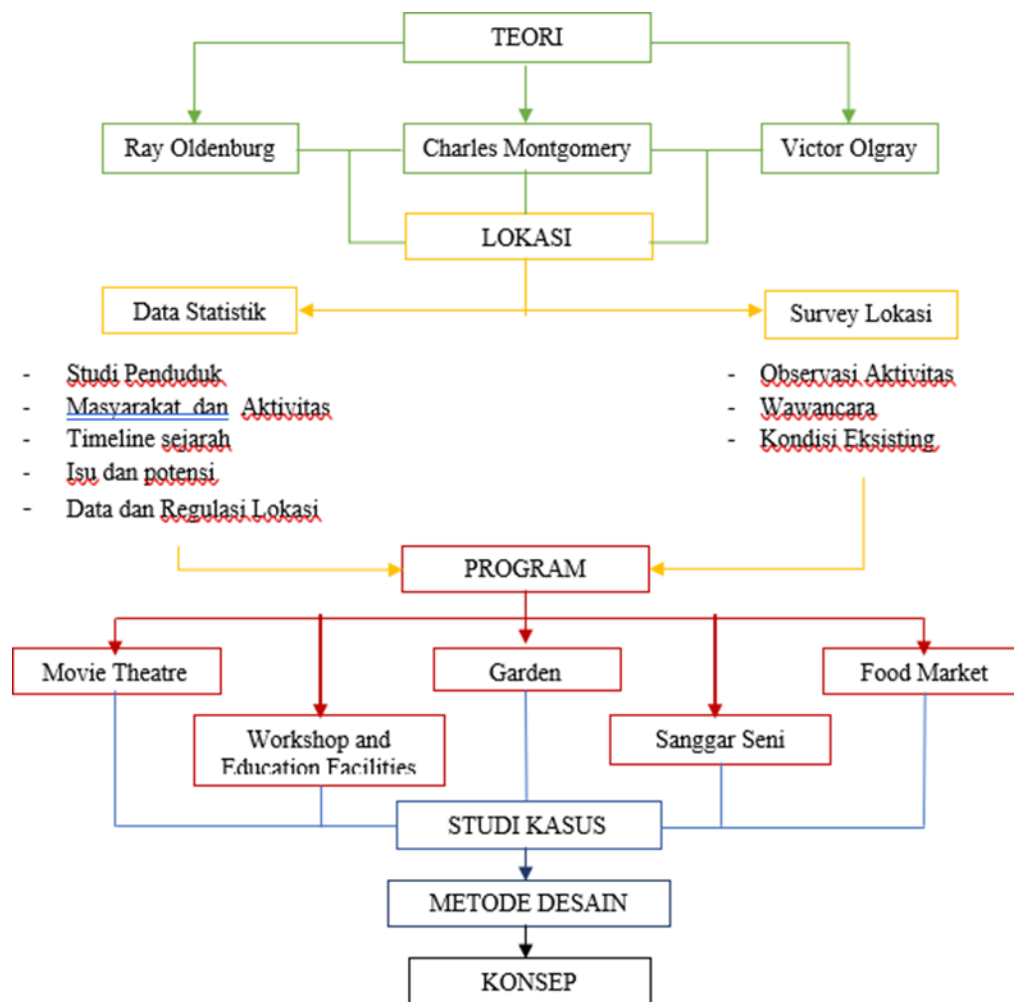 TEORI
Ray Oldenburg
Charles Montgomery
Victor Olgray
LOKASI
Data Statistik
Survey Lokasi
- Studi Penduduk
- Masyarakat dan Aktivitas
- Timeline sejarah
- Isu dan potensi
- Data dan Regulasi Lokasi
- Observasi Aktivitas
- Wawancara
- Kondisi Eksisting
PROGRAM
Movie Theatre
Garden
Food Market
Workshop and
Education Facilities
Sanggar Seni
STUDI KASUS
METODE DESAIN
KONSEP